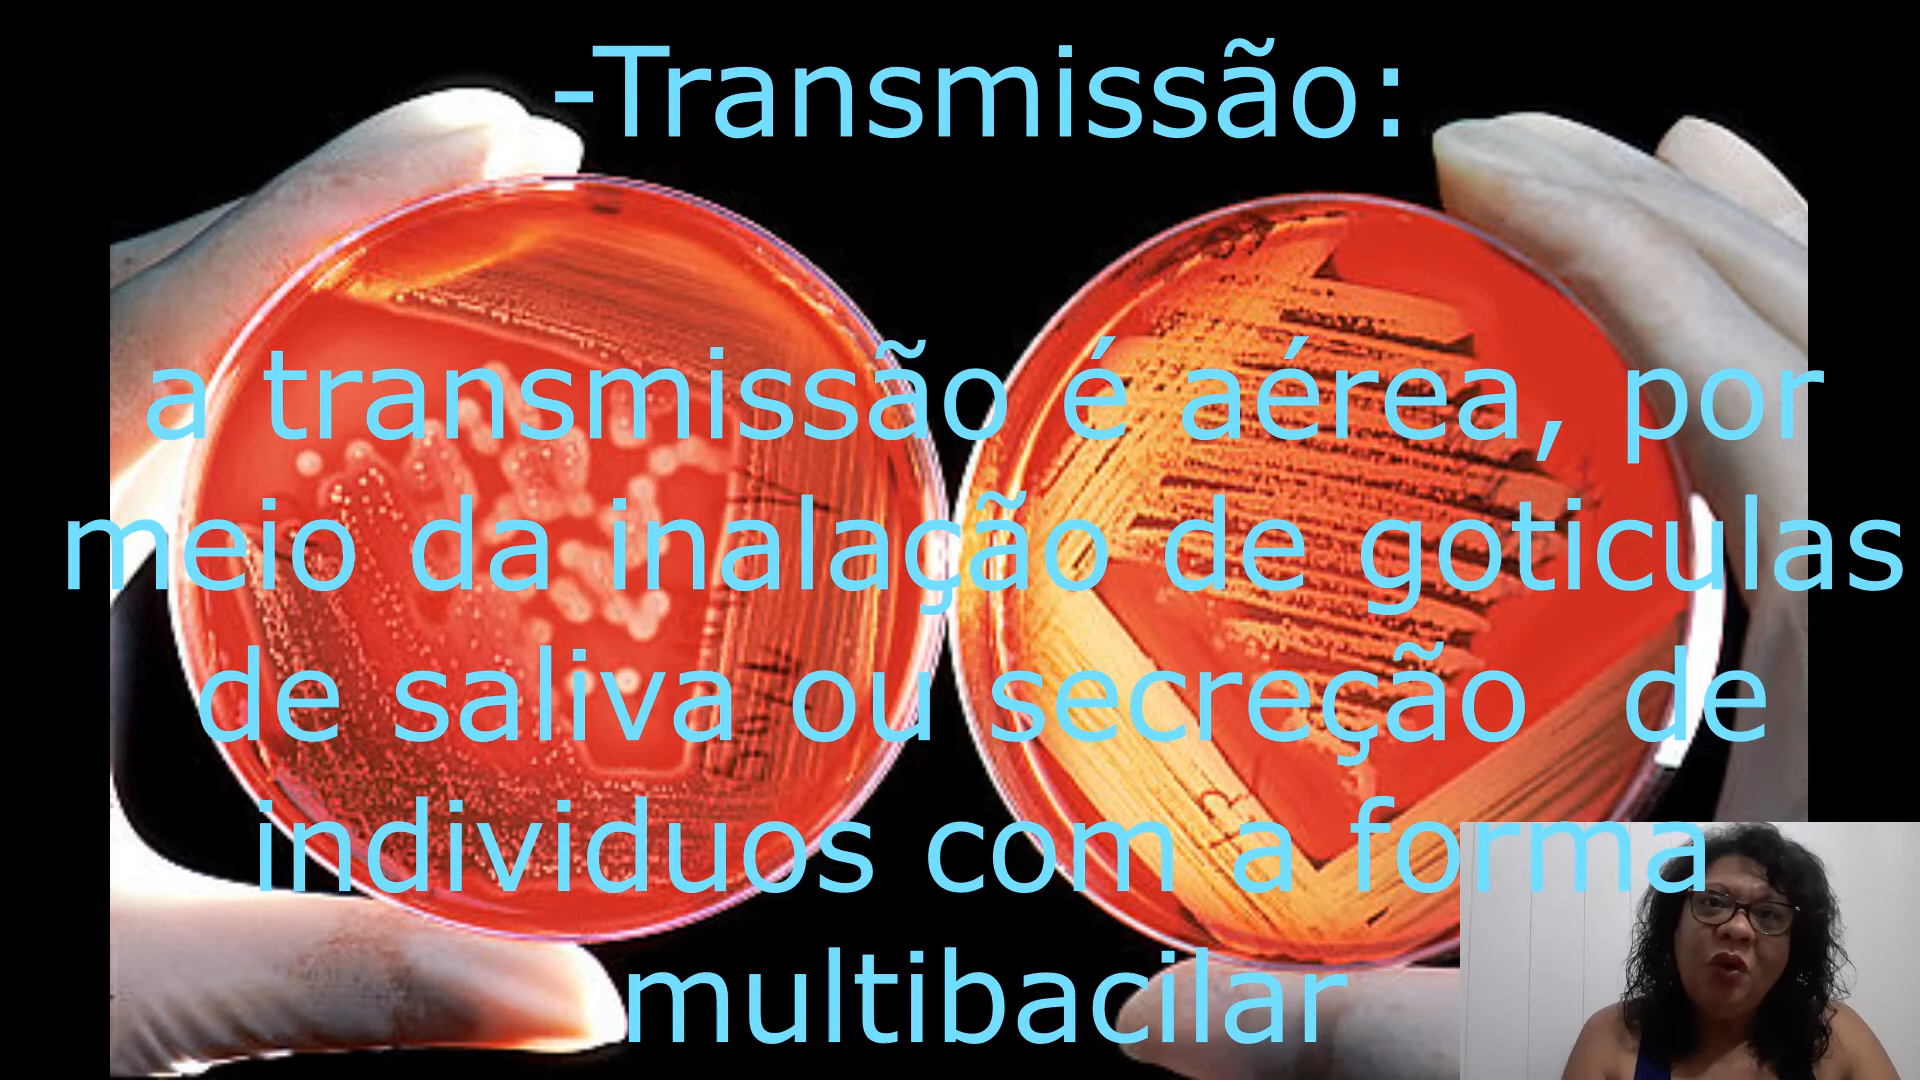 -Transmissão:
a transmissão é aérea, por
meio da inalação de goticulas
de saliva ou secreção de
individuos com a forma
multibacilar